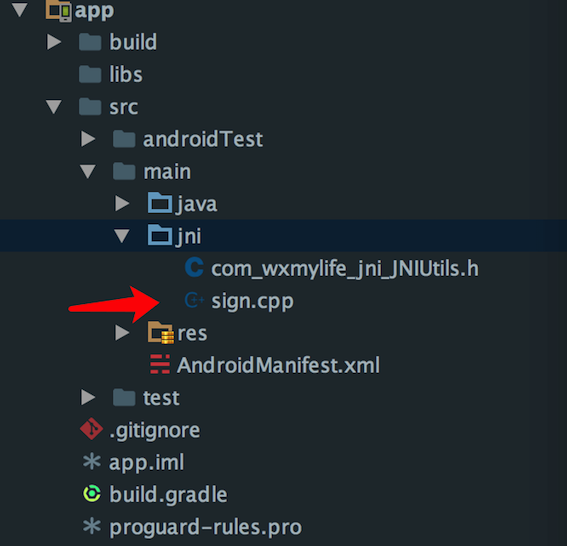 app
build
libs
src
androidTest
main
java
jni
com_wxmylife_jni_JNIUtils.h
sign.cpp
res
AndroidManifest.xml
test
.gitignore
app.iml
build.gradle
proguard-rules.pro